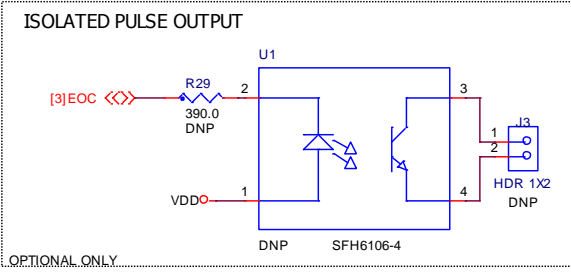 ISOLATED PULSE OUTPUT
U1
[3]EOC
R29
390.0
DNP
2
3
1
2
J3
HDR 1X2
DNP
VDD
1
4
DNP
SFH6106-4
OPTIONAL ONLY